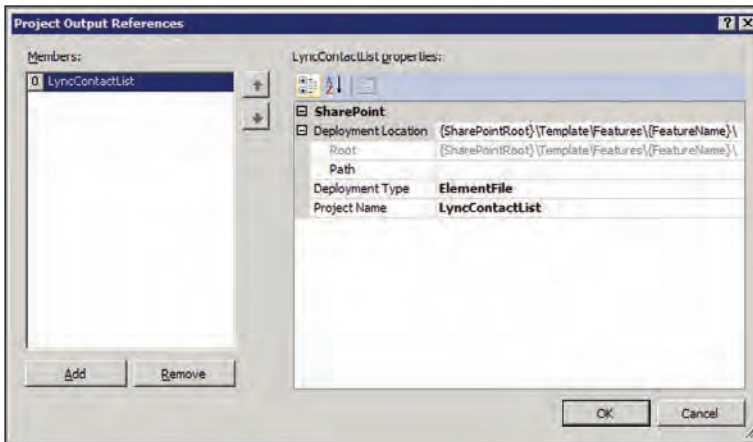 Project Output References
Members:
LyncContactList properties:
0 LyncContactList
SharePoint
Deployment Location {SharePointRoot}\Template\Features\{FeatureName}\
Root {SharePointRoot}\Template\Features\{FeatureName}\
Path
Deployment Type ElementFile
Project Name LyncContactList
Add Remove
OK Cancel